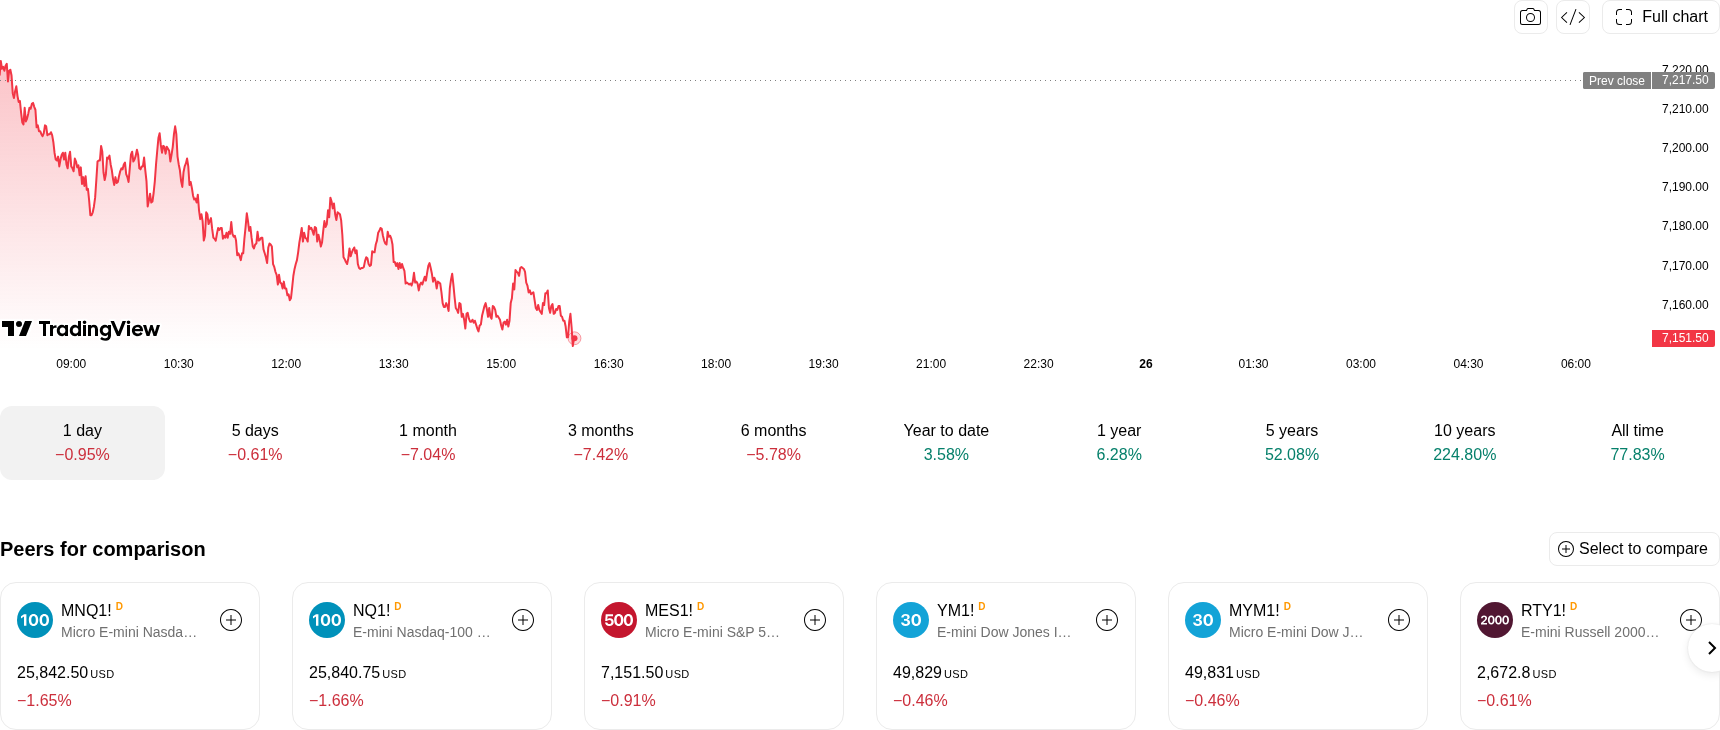 Full chart
7,220.00
Prev close 7,217.50
7,210.00
7,200.00
7,190.00
7,180.00
7,170.00
7,160.00
7,151.50
TradingView
09:00 10:30 12:00 13:30 15:00 16:30 18:00 19:30 21:00 22:30 26 01:30 03:00 04:30 06:00
1 day 5 days 1 month 3 months 6 months Year to date 1 year 5 years 10 years All time
−0.95% −0.61% −7.04% −7.42% −5.78% 3.58% 6.28% 52.08% 224.80% 77.83%
Peers for comparison
Select to compare
100 MNQ1! D
Micro E-mini Nasda…
25,842.50 USD
−1.65%
100 NQ1! D
E-mini Nasdaq-100 …
25,840.75 USD
−1.66%
500 MES1! D
Micro E-mini S&P 5…
7,151.50 USD
−0.91%
30 YM1! D
E-mini Dow Jones I…
49,829 USD
−0.46%
30 MYM1! D
Micro E-mini Dow J…
49,831 USD
−0.46%
2000 RTY1! D
E-mini Russell 2000…
2,672.8 USD
−0.61%